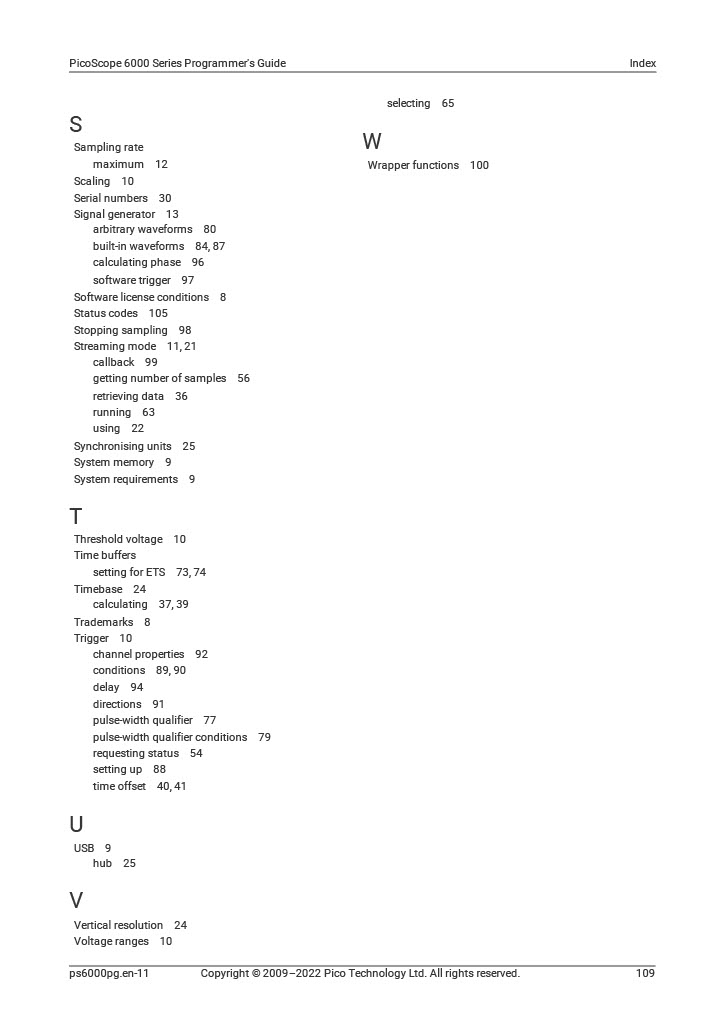 PicoScope 6000 Series Programmer's Guide Index
S
Sampling rate
maximum 12
Scaling 10
Serial numbers 30
Signal generator 13
arbitrary waveforms 80
built-in waveforms 84, 87
calculating phase 96
software trigger 97
Software license conditions 8
Status codes 105
Stopping sampling 98
Streaming mode 11, 21
callback 99
getting number of samples 56
retrieving data 36
running 63
using 22
Synchronising units 25
System memory 9
System requirements 9
T
Threshold voltage 10
Time buffers
setting for ETS 73, 74
Timebase 24
calculating 37, 39
Trademarks 8
Trigger 10
channel properties 92
conditions 89, 90
delay 94
directions 91
pulse-width qualifier 77
pulse-width qualifier conditions 79
requesting status 54
setting up 88
time offset 40, 41
U
USB 9
hub 25
V
Vertical resolution 24
Voltage ranges 10
selecting 65
W
Wrapper functions 100
ps6000pg.en-11 Copyright © 2009–2022 Pico Technology Ltd. All rights reserved. 109